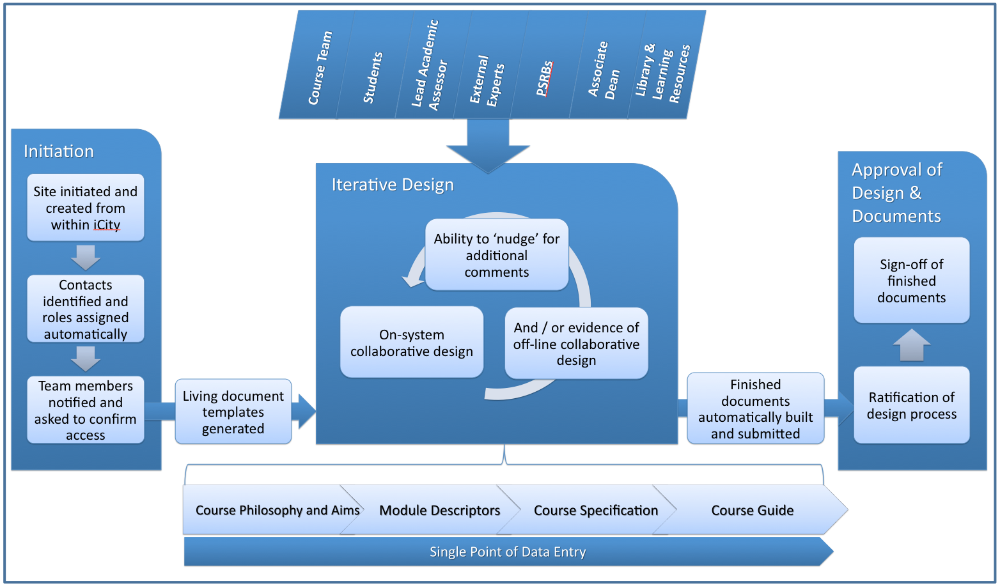 Course Team
Students
Lead Academic
Assessor
External
Experts
PSRBs
Associate
Dean
Library &
Learning
Resources
Initiation
Site initiated and
created from
within iCity
Contacts
identified and
roles assigned
automatically
Team members
notified and
asked to confirm
access
Living document
templates
generated
Iterative Design
Ability to ‘nudge’ for
additional
comments
On-system
collaborative design
And / or evidence of
off-line collaborative
design
Finished
documents
automatically built
and submitted
Approval of
Design &
Documents
Sign-off of
finished
documents
Ratification of
design process
Course Philosophy and Aims
Module Descriptors
Course Specification
Course Guide
Single Point of Data Entry